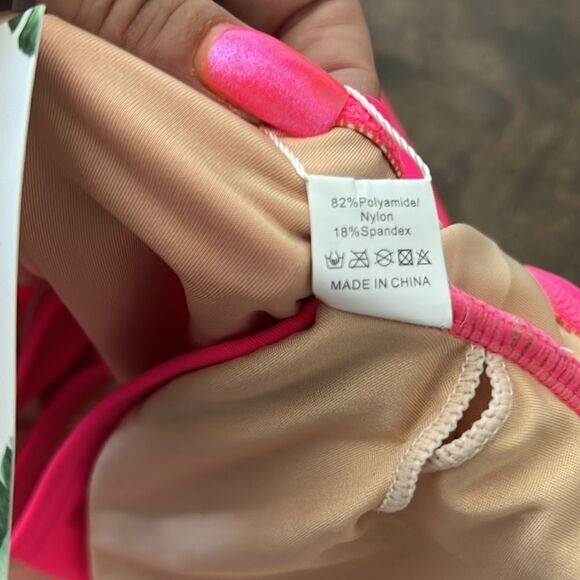 82%Polyamide/
Nylon
18%Spandex
MADE IN CHINA